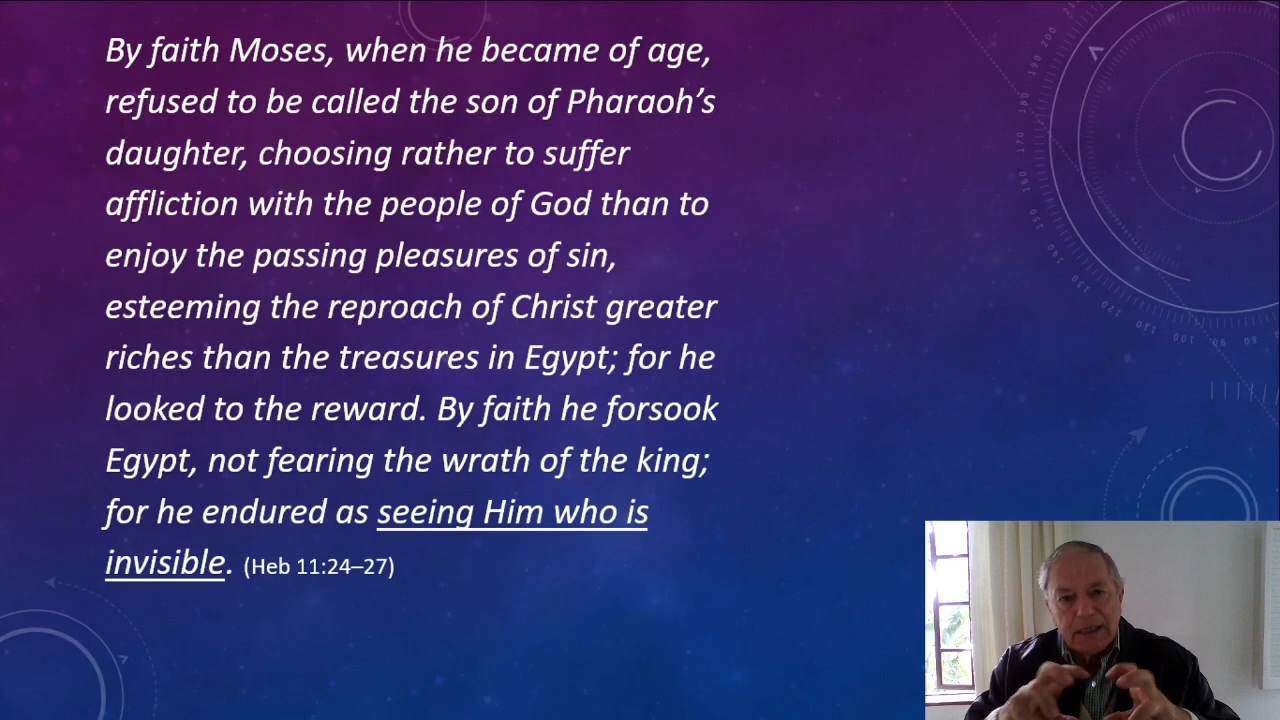 By faith Moses, when he became of age,
refused to be called the son of Pharaoh’s
daughter, choosing rather to suffer
affliction with the people of God than to
enjoy the passing pleasures of sin,
esteeming the reproach of Christ greater
riches than the treasures in Egypt; for he
looked to the reward. By faith he forsook
Egypt, not fearing the wrath of the king;
for he endured as seeing Him who is
invisible. (Heb 11:24–27)